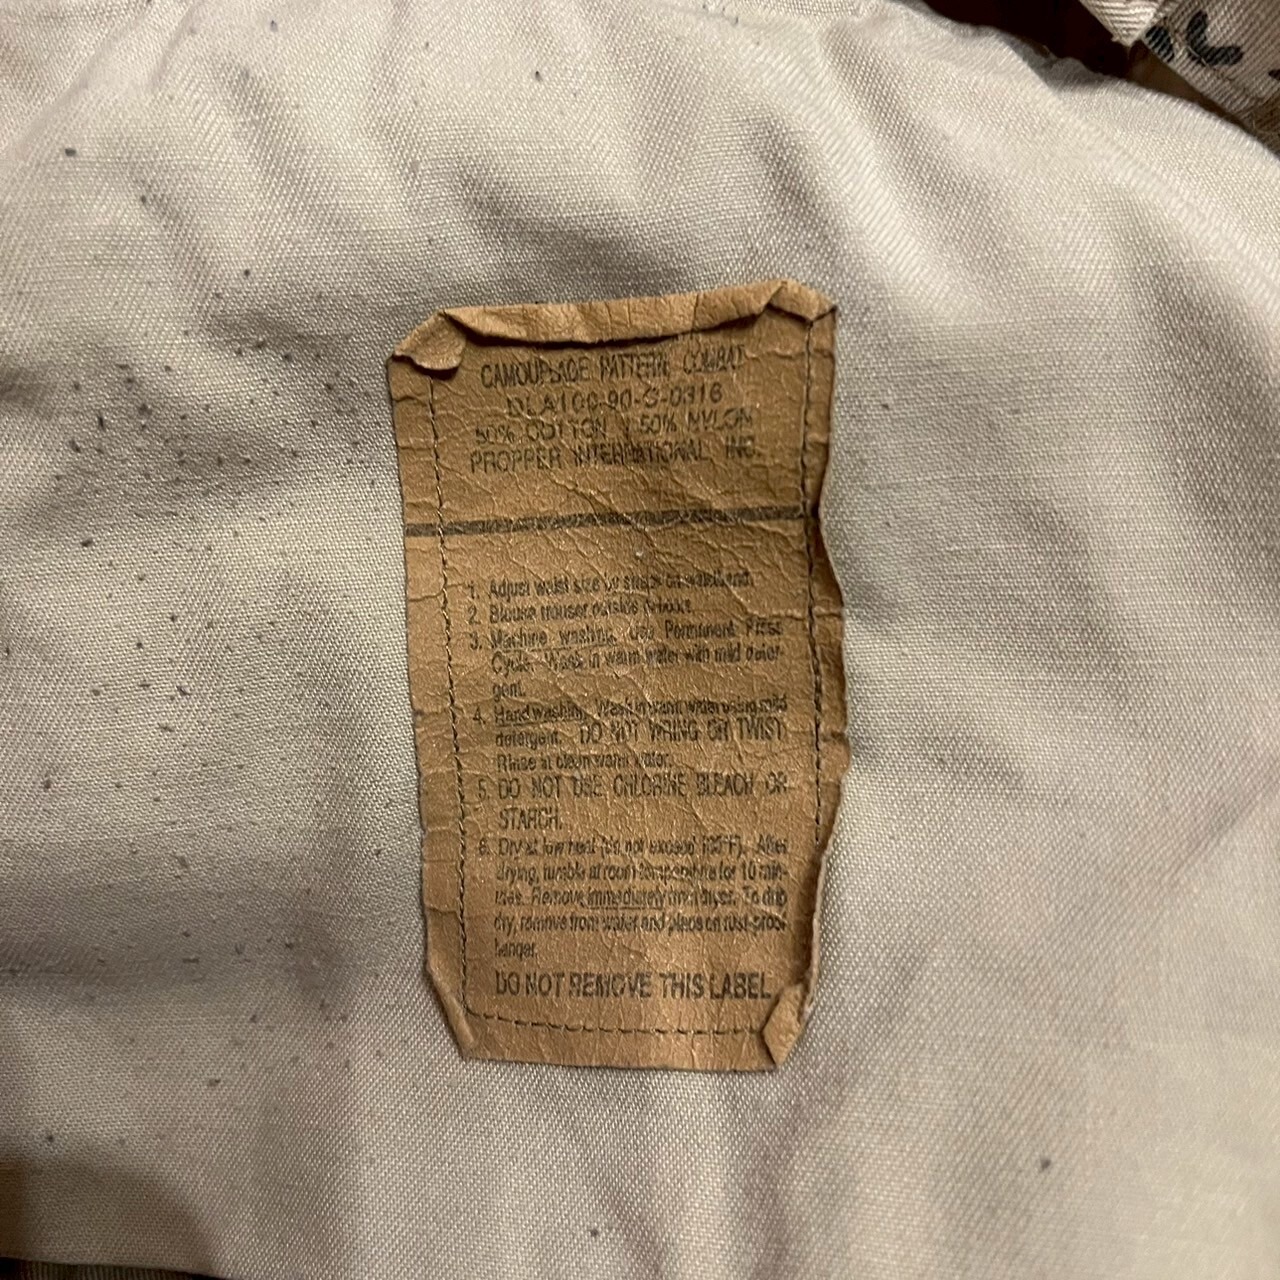 CAMOUFLAGE PATTERN COMBAT
DLA100-90-C-0316
50% COTTON 50% NYLON
PROPPER INTERNATIONAL INC.
1. Adjust waist size by straps on waistband.
2. Blouse trouser outside of boot.
3. Machine washing. Use Permanent Press
Cycle. Wash in warm water with mild deter-
gent.
4. Hand washing. Wash in warm water using mild
detergent. DO NOT WRING OR TWIST.
Rinse in clean warm water.
5. DO NOT USE CHLORINE BLEACH OR
STARCH.
6. Dry at low heat (do not exceed After
drying, tumble at room temperature for 10 min-
utes. Remove immediately from dryer. To drip
dry, remove from water and place on rust-proof
hanger.
DO NOT REMOVE THIS LABEL